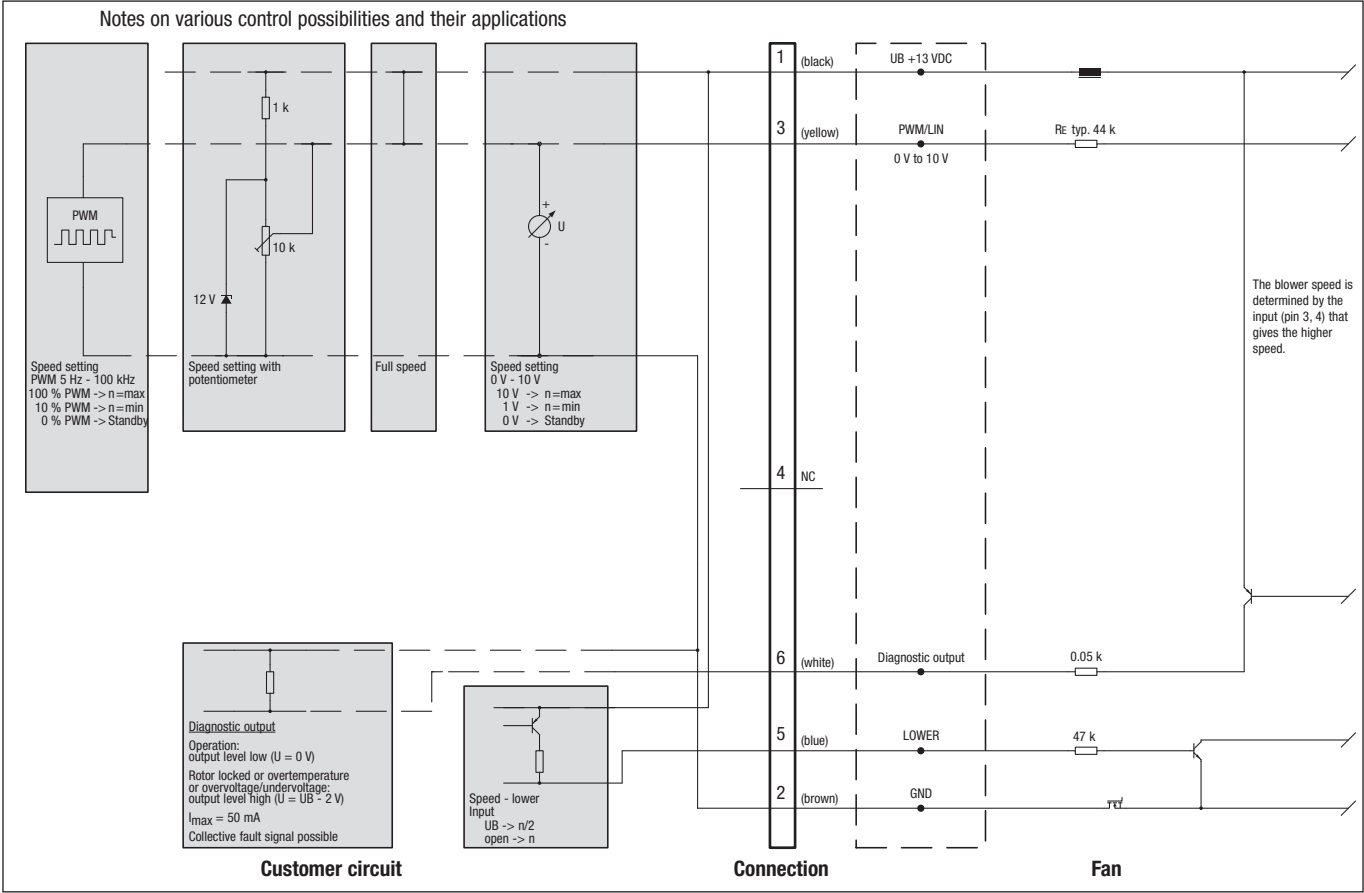 Notes on various control possibilities and their applications
1 k
PWM
10 k
12 V
+
U
-
Speed setting
PWM 5 Hz - 100 kHz
100 % PWM -> n=max
10 % PWM -> n=min
0 % PWM -> Standby
Speed setting with
potentiometer
Full speed
Speed setting
0 V - 10 V
10 V -> n=max
1 V -> n=min
0 V -> Standby
1 (black)
UB +13 VDC
3 (yellow)
PWM/LIN
0 V to 10 V
RE typ. 44 k
The blower speed is
determined by the
input (pin 3, 4) that
gives the higher
speed.
4 NC
6 (white)
Diagnostic output
0.05 k
5 (blue)
LOWER
47 k
2 (brown)
GND
Diagnostic output
Operation:
output level low (U = 0 V)
Rotor locked or overtemperature
or overvoltage/undervoltage:
output level high (U = UB - 2 V)
Imax = 50 mA
Collective fault signal possible
Speed - lower
Input
UB -> n/2
open -> n
Customer circuit
Connection
Fan